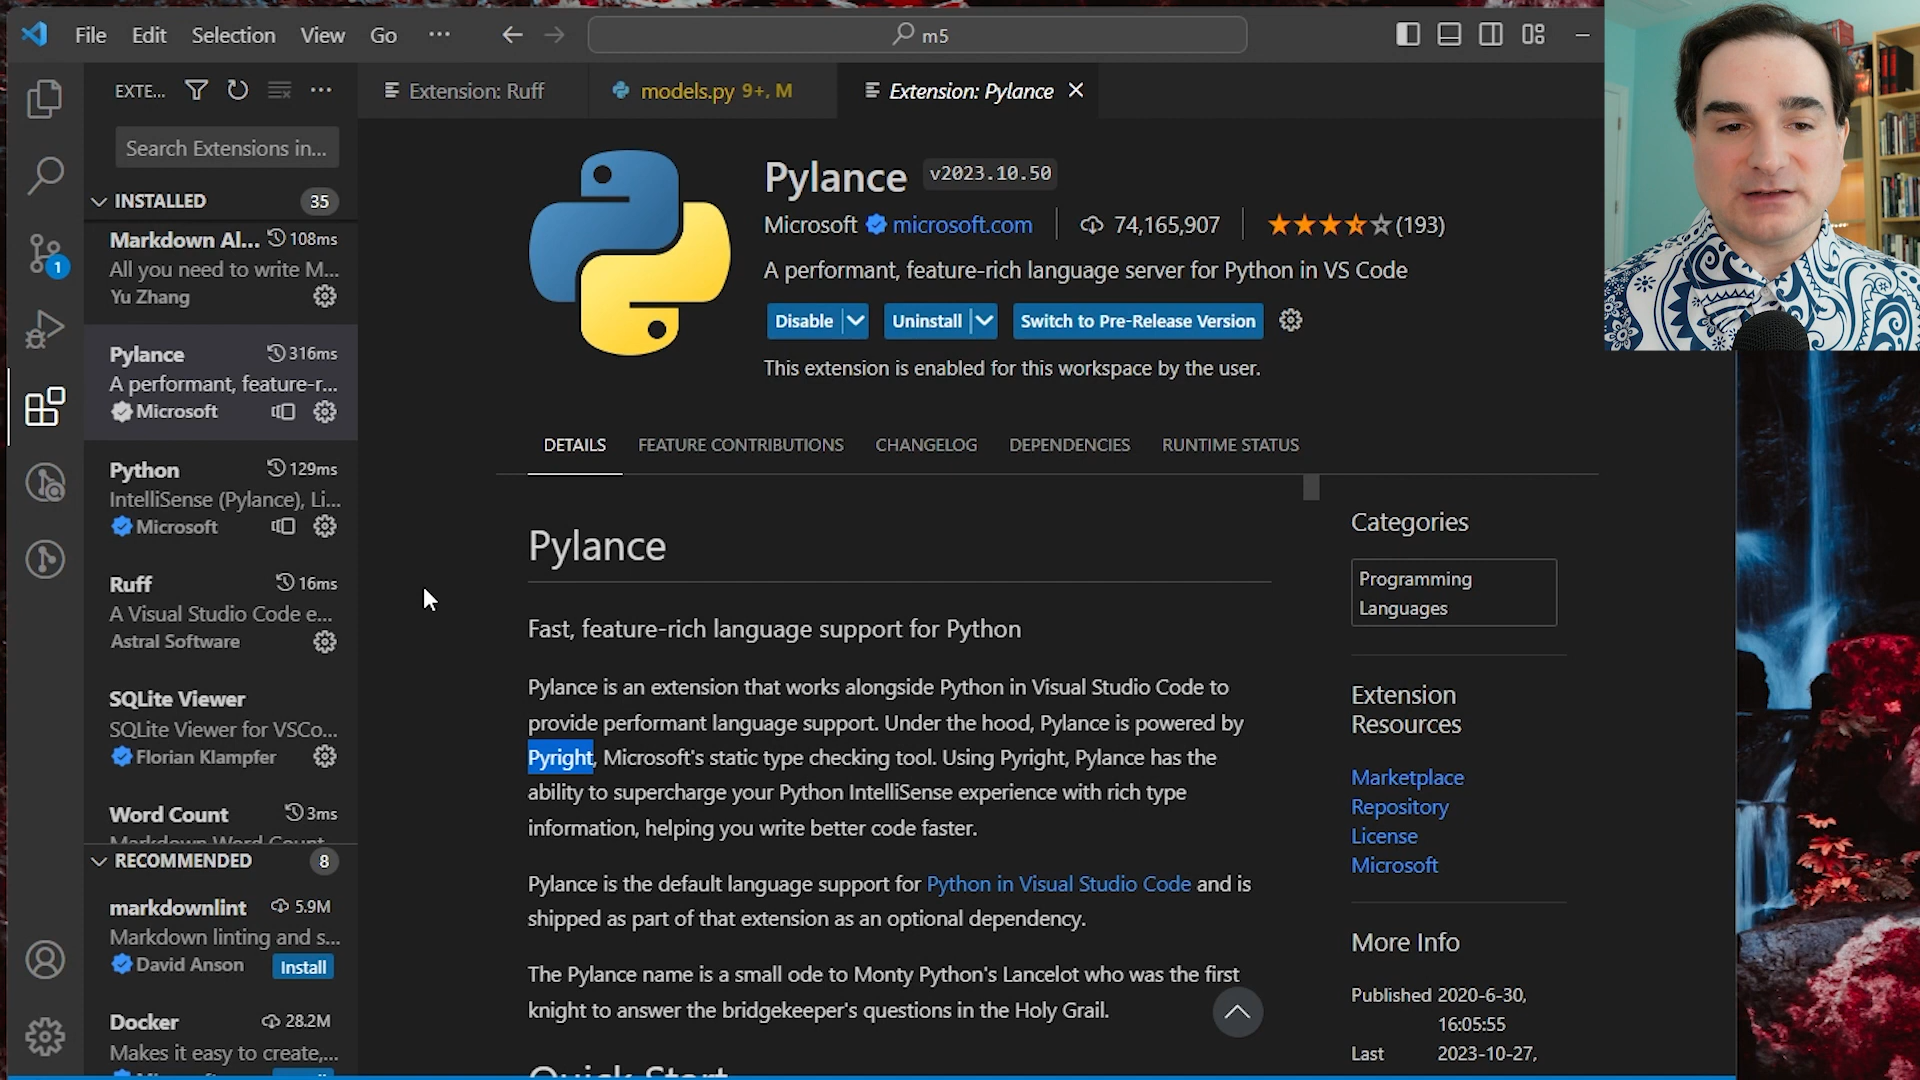 File Edit Selection View Go ··· m5
EXTE... ···
Search Extensions in...
INSTALLED 35
Markdown Al... 108ms
All you need to write M...
Yu Zhang
Pylance 316ms
A performant, feature-r...
Microsoft
Python 129ms
IntelliSense (Pylance), Li...
Microsoft
Ruff 16ms
A Visual Studio Code e...
Astral Software
SQLite Viewer
SQLite Viewer for VSCo...
Florian Klampfer
Word Count 3ms
Markdown Word Count
RECOMMENDED 8
markdownlint 5.9M
Markdown linting and s...
David Anson Install
Docker 28.2M
Makes it easy to create,...
1
Extension: Ruff
models.py 9+, M
Extension: Pylance
Pylance v2023.10.50
Microsoft microsoft.com 74,165,907 (193)
A performant, feature-rich language server for Python in VS Code
Disable Uninstall Switch to Pre-Release Version
This extension is enabled for this workspace by the user.
DETAILS FEATURE CONTRIBUTIONS CHANGELOG DEPENDENCIES RUNTIME STATUS
Pylance
Fast, feature-rich language support for Python
Pylance is an extension that works alongside Python in Visual Studio Code to
provide performant language support. Under the hood, Pylance is powered by
Pyright, Microsoft's static type checking tool. Using Pyright, Pylance has the
ability to supercharge your Python IntelliSense experience with rich type
information, helping you write better code faster.
Pylance is the default language support for Python in Visual Studio Code and is
shipped as part of that extension as an optional dependency.
The Pylance name is a small ode to Monty Python's Lancelot who was the first
knight to answer the bridgekeeper's questions in the Holy Grail.
Quick Start
Categories
Programming
Languages
Extension
Resources
Marketplace
Repository
License
Microsoft
More Info
Published 2020-6-30,
16:05:55
Last 2023-10-27,